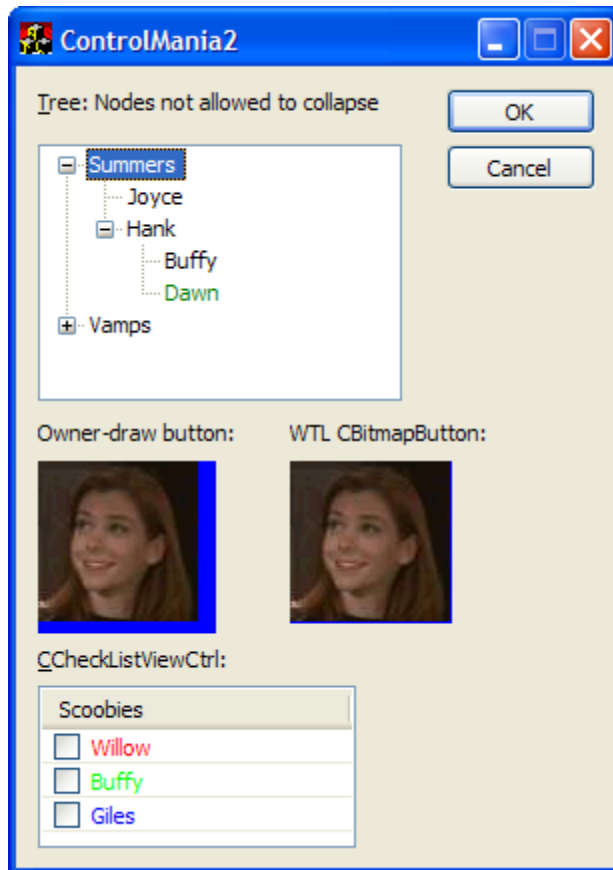 ControlMania2
Tree: Nodes not allowed to collapse
OK
Cancel
Summers
Joyce
Hank
Buffy
Dawn
Vamps
Owner-draw button:
WTL CBitmapButton:
CCheckListViewCtrl:
Scoobies
Willow
Buffy
Giles